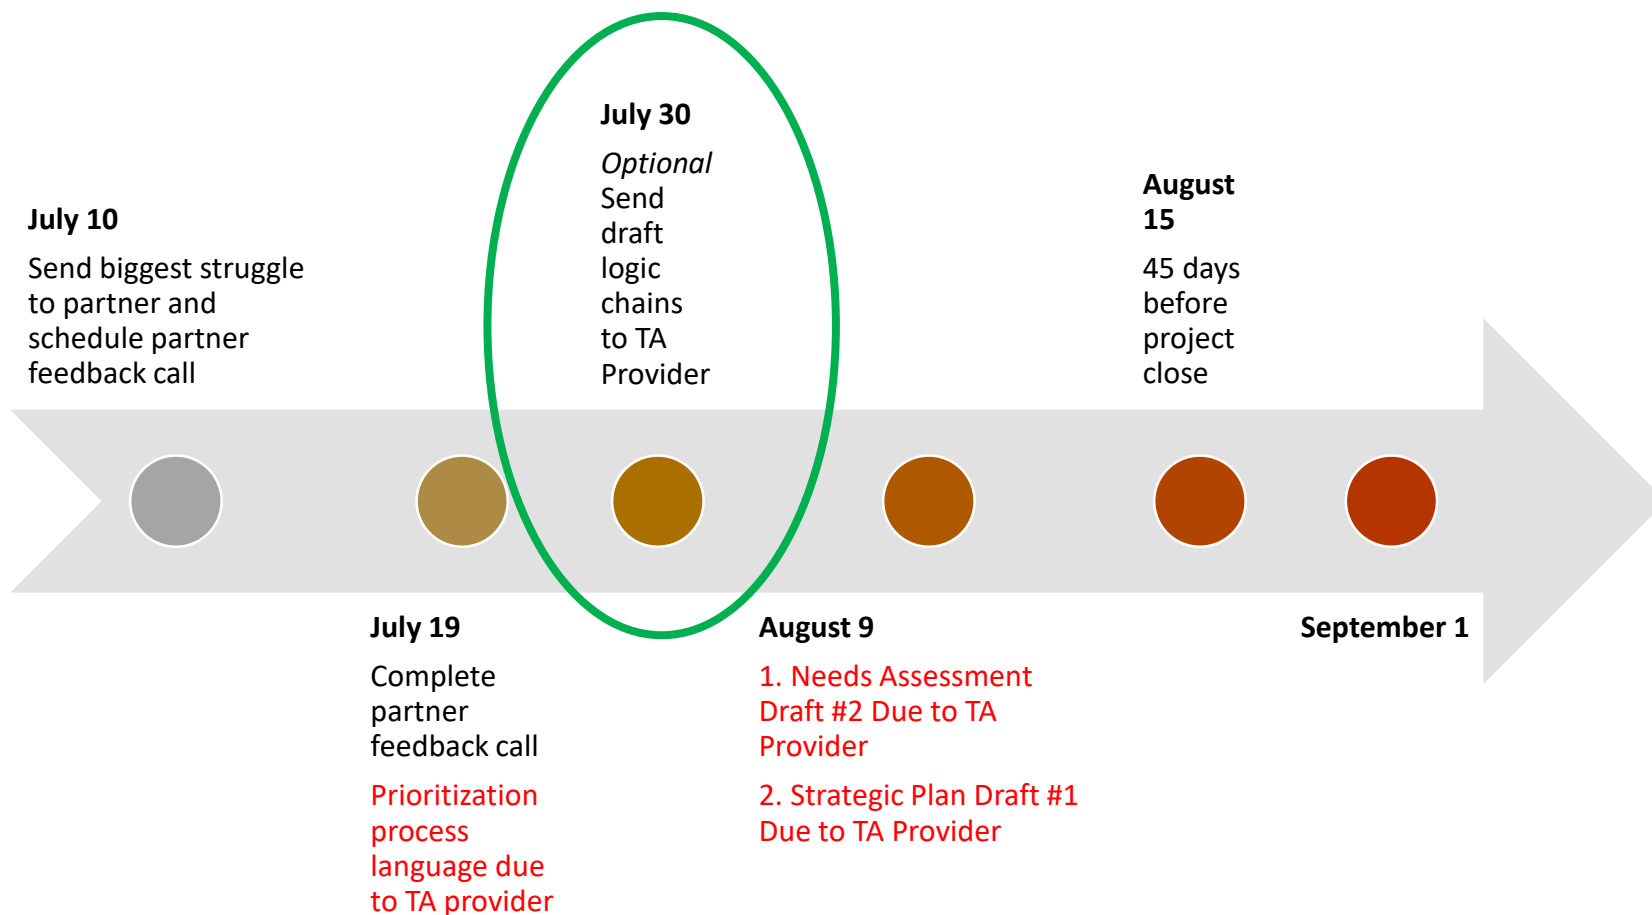 July 10
Send biggest struggle
to partner and
schedule partner
feedback call
July 19
Complete
partner
feedback call
Prioritization
process
language due
to TA provider
July 30
Optional
Send
draft
logic
chains
to TA
Provider
August 9
1. Needs Assessment
Draft #2 Due to TA
Provider
2. Strategic Plan Draft #1
Due to TA Provider
August
15
45 days
before
project
close
September 1